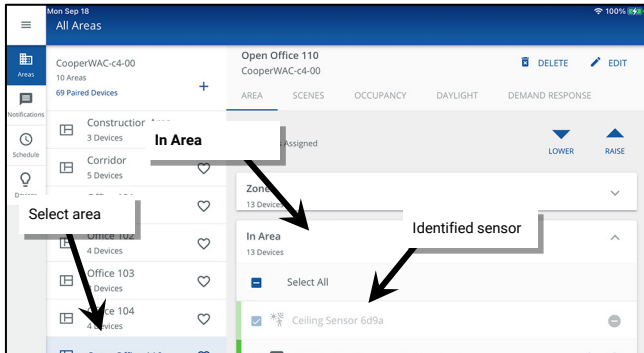 Mon Sep 18
100%
All Areas
CooperWAC-c4-00
10 Areas
69 Paired Devices
Areas
Notifications
Schedule
Construction
3 Devices
Corridor
5 Devices
Office 102
4 Devices
Office 103
Devices
104
4 Devices
Open Office 110
CooperWAC-c4-00
DELETE
EDIT
AREA
SCENES
OCCUPANCY
DAYLIGHT
DEMAND RESPONSE
Assigned
LOWER
RAISE
Zone
13 Devices
In Area
13 Devices
Select All
Ceiling Sensor 6d9a
In Area
Select area
Identified sensor